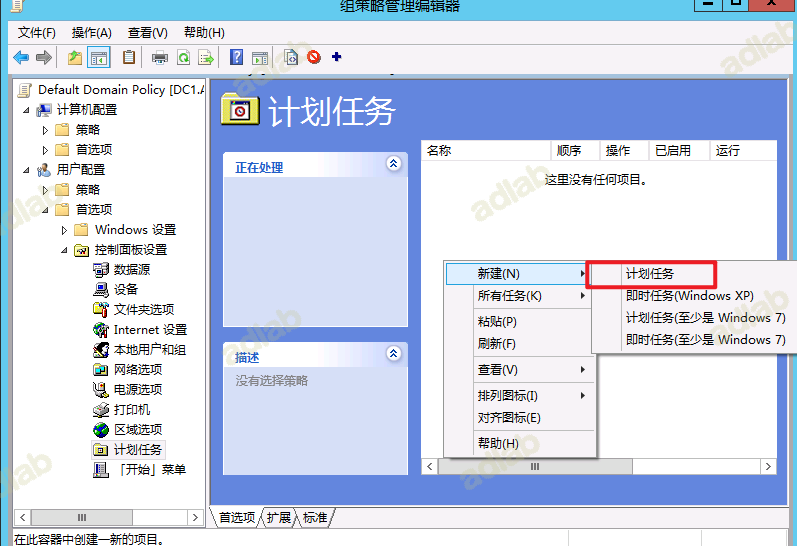 组策略管理编辑器
文件(F) 操作(A) 查看(V) 帮助(H)
Default Domain Policy [DC1.A
计算机配置
策略
首选项
用户配置
策略
首选项
Windows 设置
控制面板设置
数据源
设备
文件夹选项
Internet 设置
本地用户和组
网络选项
电源选项
打印机
区域选项
计划任务
「开始」菜单
计划任务
正在处理
描述
没有选择策略
名称 顺序 操作 已启用 运行
这里没有任何项目。
新建(N)
所有任务(K)
粘贴(P)
刷新(F)
查看(V)
排列图标(I)
对齐图标(E)
帮助(H)
计划任务
即时任务(Windows XP)
计划任务(至少是 Windows 7)
即时任务(至少是 Windows 7)
首选项 扩展 标准
在此容器中创建一新的项目。
adlab
adlab
adlab
adlab
adlab
adlab
adlab
adlab